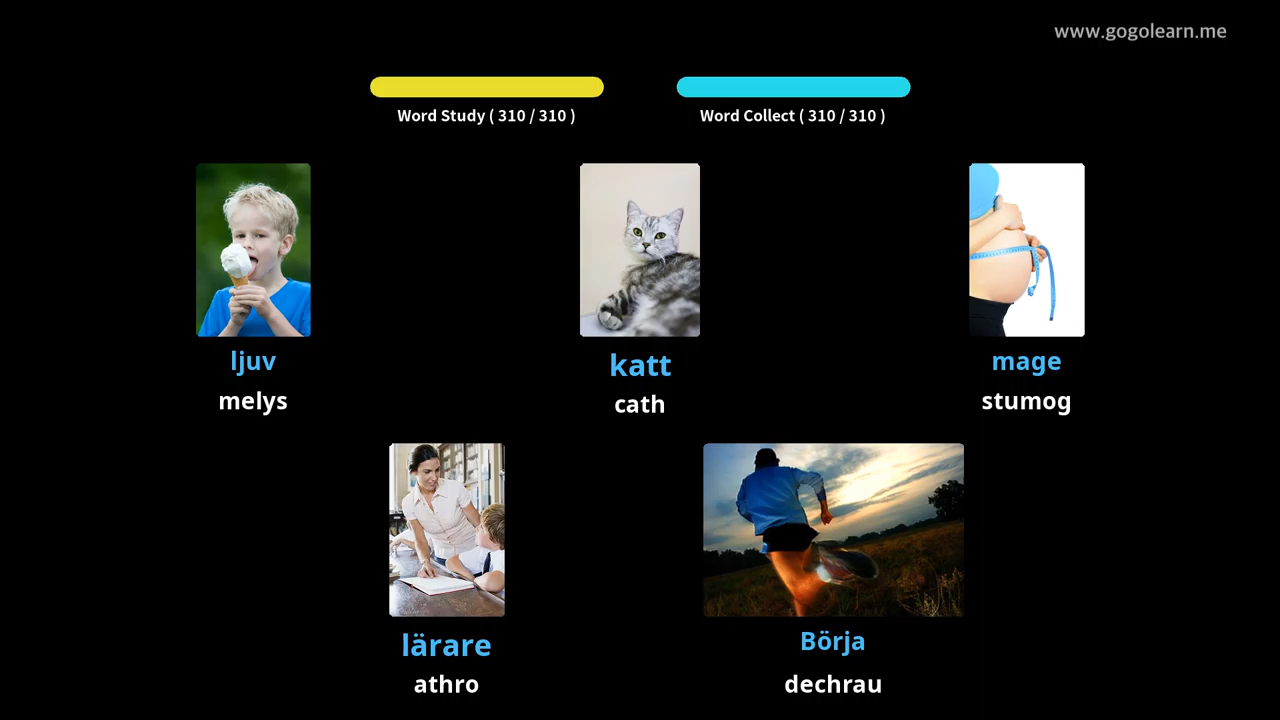 www.gogolearn.me
Word Study ( 310 / 310 )
Word Collect ( 310 / 310 )
ljuv
melys
katt
cath
mage
stumog
lärare
athro
Börja
dechrau